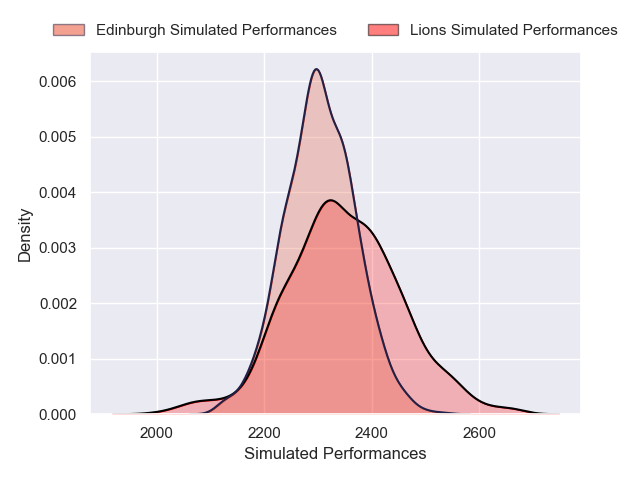 Edinburgh Simulated Performances
Lions Simulated Performances
0.006
0.005
0.004
0.003
0.002
0.001
0.000
Density
2000
2200
2400
2600
Simulated Performances